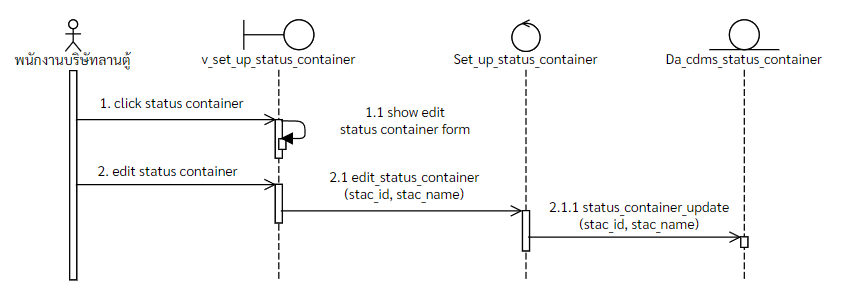 พนักงานบริษัทลานตู้
v_set_up_status_container
Set_up_status_container
Da_cdms_status_container
1. click status container
1.1 show edit
status container form
2. edit status container
2.1 edit_status_container
(stac_id, stac_name)
2.1.1 status_container_update
(stac_id, stac_name)